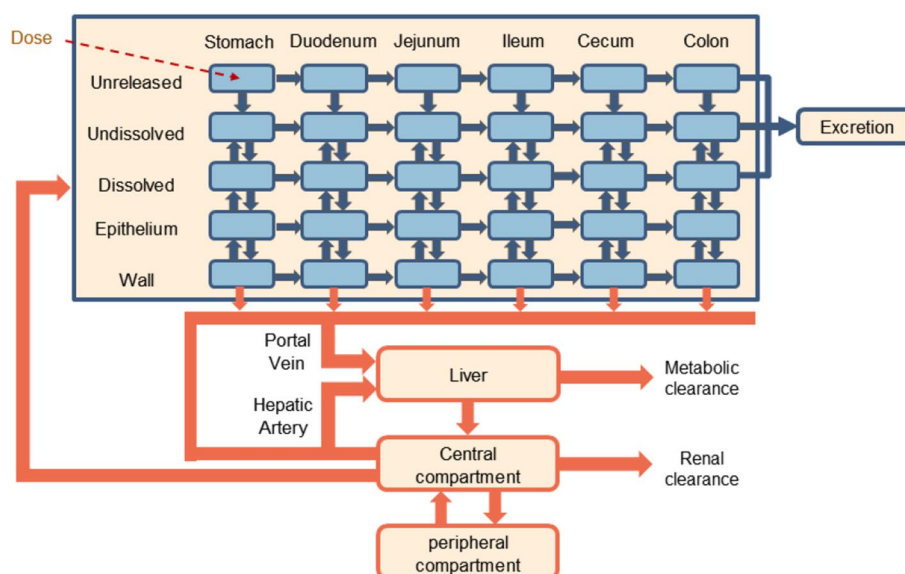 Dose
Stomach Duodenum Jejunum Ileum Cecum Colon
Unreleased
Undissolved
Excretion
Dissolved
Epithelium
Wall
Portal
Vein
Liver
Metabolic
clearance
Hepatic
Artery
Central
compartment
Renal
clearance
peripheral
compartment